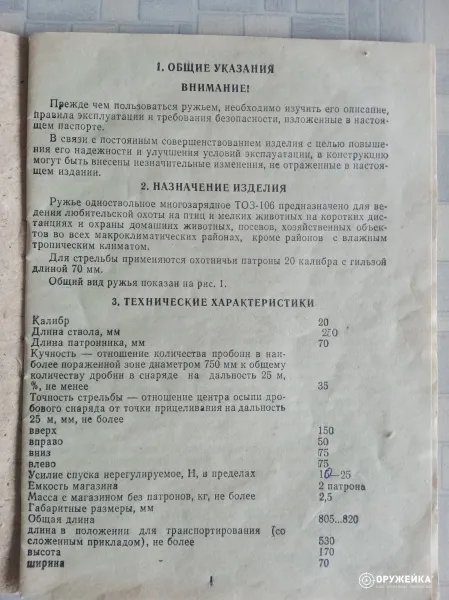 1. ОБЩИЕ УКАЗАНИЯ
ВНИМАНИЕ!
Прежде чем пользоваться ружьем, необходимо изучить его описание,
правила эксплуатации и требования безопасности, изложенные в настоя-
щем паспорте.
В связи с постоянным совершенствованием изделия с целью повыше-
ния его надежности и улучшения условий эксплуатации, в конструкцию
могут быть внесены незначительные изменения, не отраженные в настоя-
щем издании.
2. НАЗНАЧЕНИЕ ИЗДЕЛИЯ
Ружье одноствольное многозарядное ТОЗ-106 предназначено для ве-
дения любительской охоты на птиц и мелких животных на коротких дис-
танциях и охраны домашних животных, посевов, хозяйственных объек-
тов во всех макроклиматических районах, кроме районов с влажным
тропическим климатом.
Для стрельбы применяются охотничьи патроны 20 калибра с гильзой
длиной 70 мм.
Общий вид ружья показан на рис. 1.
3. ТЕХНИЧЕСКИЕ ХАРАКТЕРИСТИКИ
Калибр 20
Длина ствола, мм
Длина патронника, мм 70
Кучность — отношение количества пробоин в наи-
более пораженной зоне диаметром 750 мм к общему
количеству дробин в снаряде на дальность 25 м,
%, не менее 35
Точность стрельбы — отношение центра осыпи дро-
бового снаряда от точки прицеливания на дальность
25 м, мм, не более
вверх 150
вправо 50
вниз 75
влево 75
Усилие спуска нерегулируемое, Н, в пределах —25
Емкость магазина 2 патрона
Масса с магазином без патронов, кг, не более 2,5
Габаритные размеры, мм
Общая длина 805...820
длина в положении для транспортирования (со
сложенным прикладом), не более 530
высота 170
ширина 70
ОРУЖЕЙКА